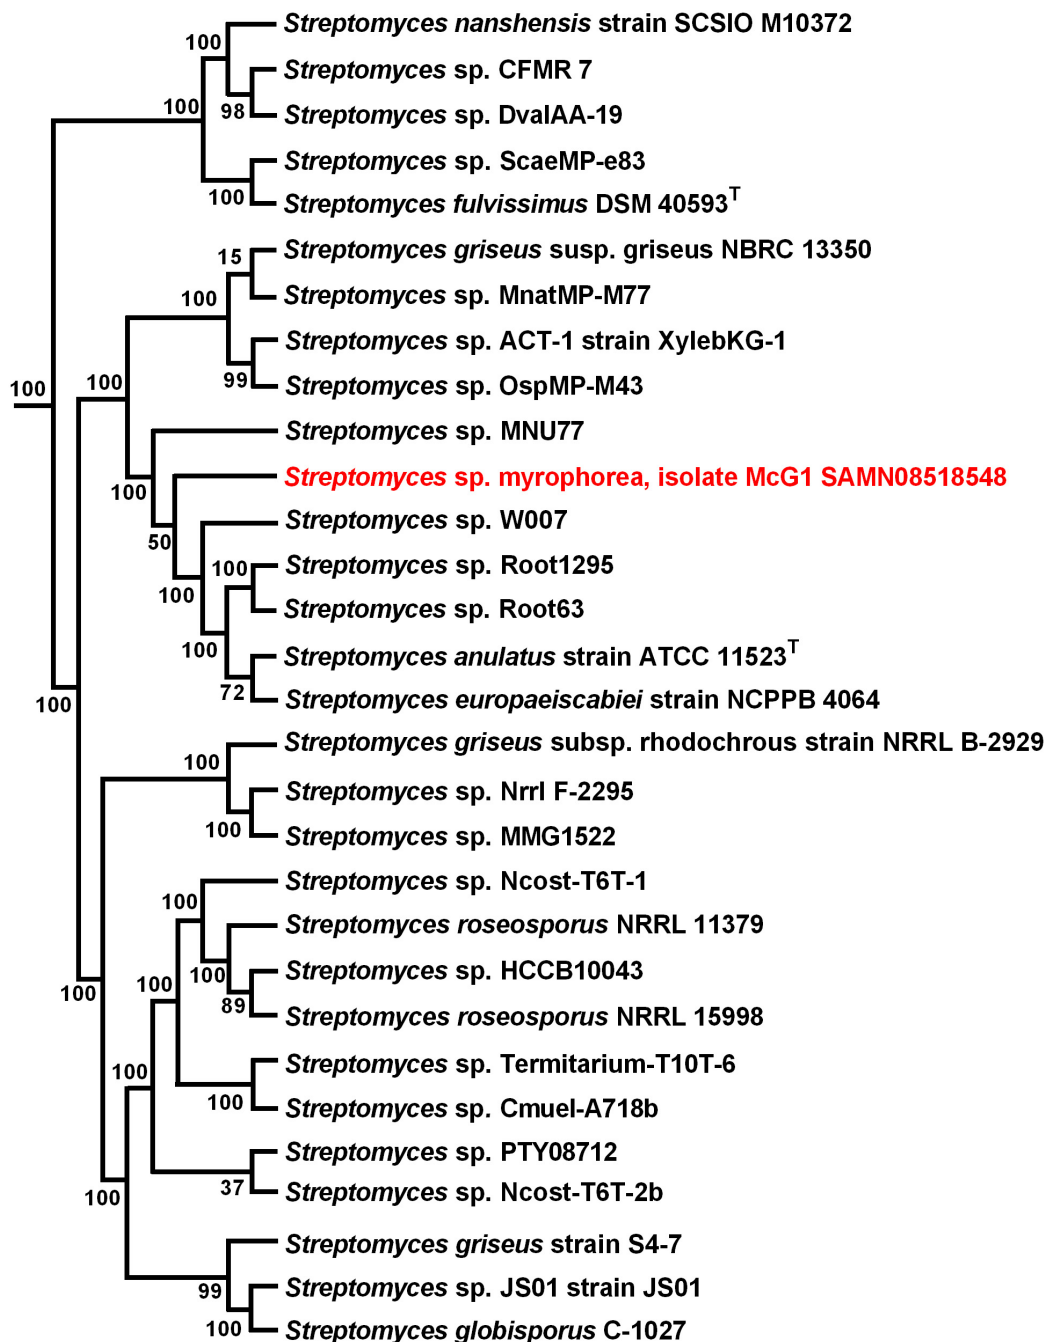 Streptomyces nanshensis strain SCSIO M10372
100
Streptomyces sp. CFMR 7
100
98
Streptomyces sp. DvalAA-19
Streptomyces sp. ScaeMP-e83
100
Streptomyces fulvissimus DSM 40593T
Streptomyces griseus susp. griseus NBRC 13350
15
Streptomyces sp. MnatMP-M77
100
Streptomyces sp. ACT-1 strain XylebKG-1
99
Streptomyces sp. OspMP-M43
100
100
Streptomyces sp. MNU77
Streptomyces sp. myrophorea, isolate McG1 SAMN08518548
100
Streptomyces sp. W007
50
Streptomyces sp. Root1295
100
100
Streptomyces sp. Root63
100
Streptomyces anulatus strain ATCC 11523T
72
Streptomyces europaeiscabiei strain NCPPB 4064
100
Streptomyces griseus subsp. rhodochrous strain NRRL B-2929
100
Streptomyces sp. Nrrl F-2295
100
Streptomyces sp. MMG1522
Streptomyces sp. Ncost-T6T-1
100
Streptomyces roseosporus NRRL 11379
Streptomyces sp. HCCB10043
100
100
100
89
Streptomyces roseosporus NRRL 15998
Streptomyces sp. Termitarium-T10T-6
100
100
Streptomyces sp. Cmuel-A718b
Streptomyces sp. PTY08712
37
Streptomyces sp. Ncost-T6T-2b
100
Streptomyces griseus strain S4-7
99
Streptomyces sp. JS01 strain JS01
100
Streptomyces globisporus C-1027